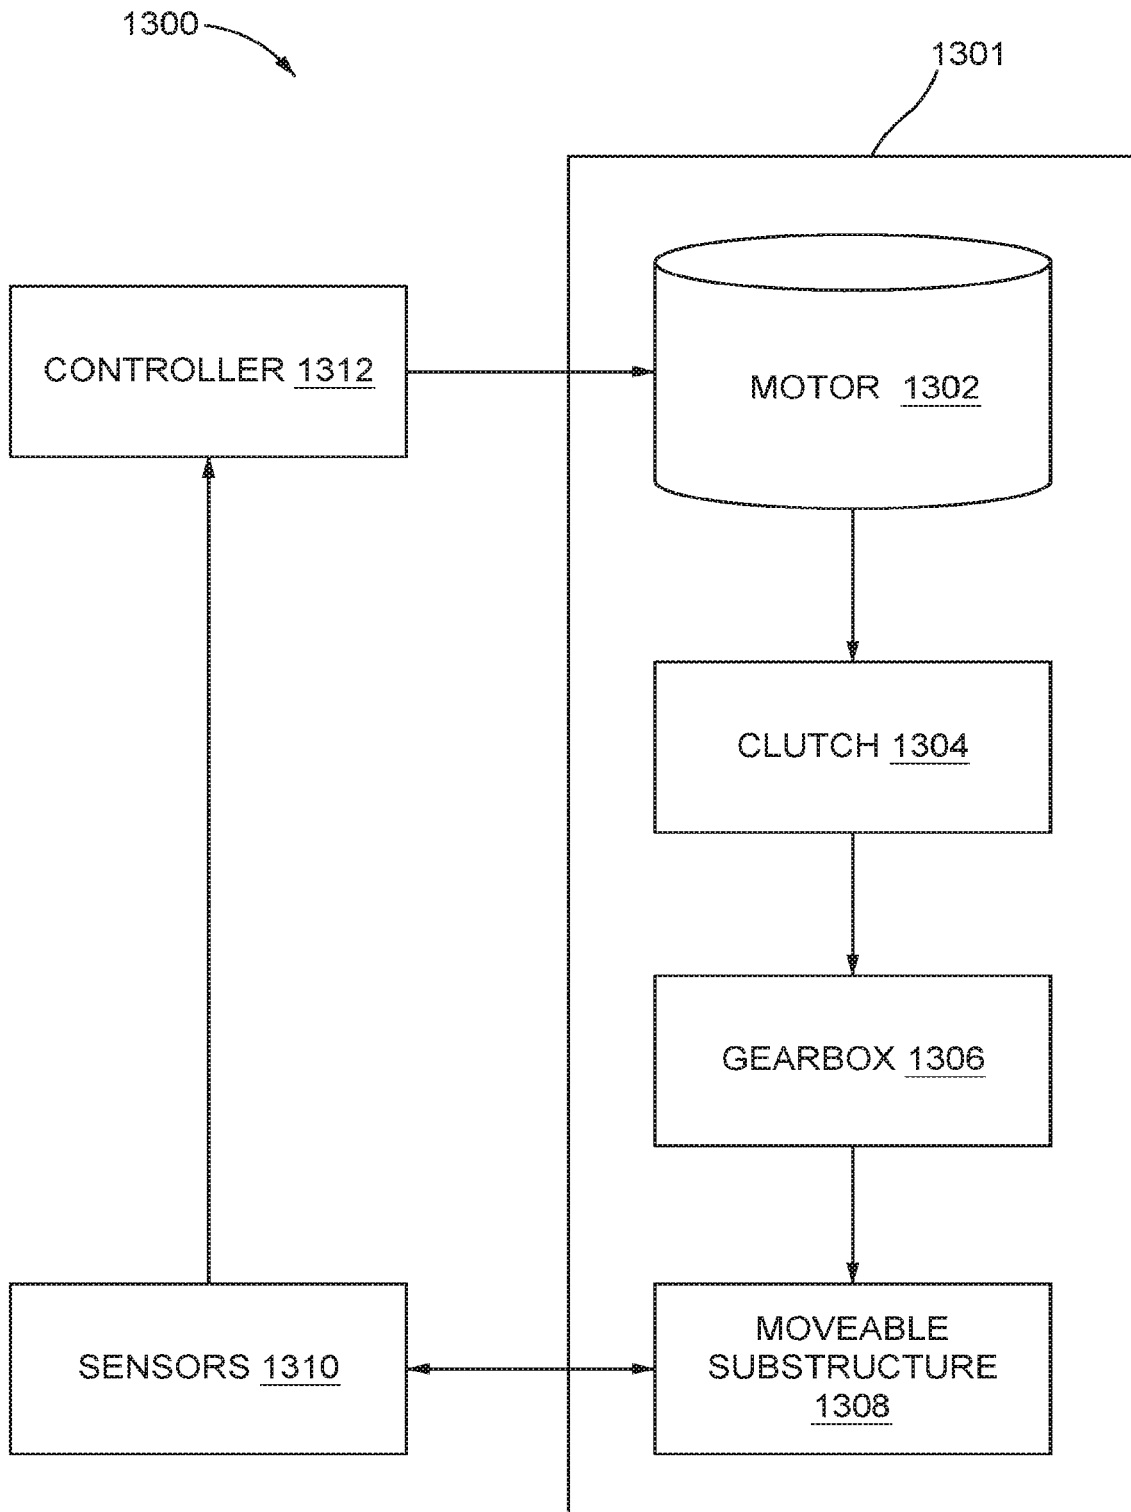 1300
1301
CONTROLLER 1312
MOTOR 1302
CLUTCH 1304
GEARBOX 1306
SENSORS 1310
MOVEABLE
SUBSTRUCTURE
1308